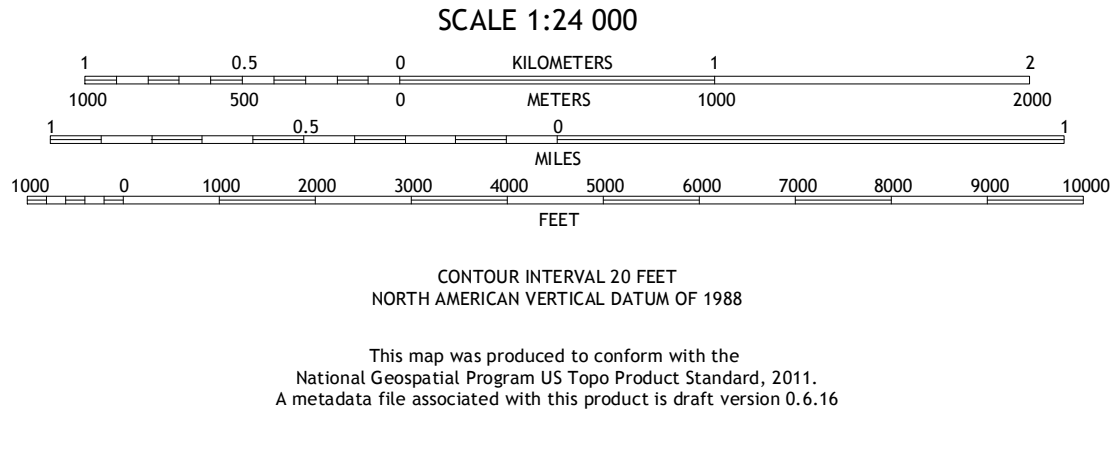 SCALE 1:24 000
1 0.5 0 KILOMETERS 1 2
1000 500 0 METERS 1000 2000
1 0.5 0 1
MILES
1000 0 1000 2000 3000 4000 5000 6000 7000 8000 9000 10000
FEET
CONTOUR INTERVAL 20 FEET
NORTH AMERICAN VERTICAL DATUM OF 1988
This map was produced to conform with the
National Geospatial Program US Topo Product Standard, 2011.
A metadata file associated with this product is draft version 0.6.16